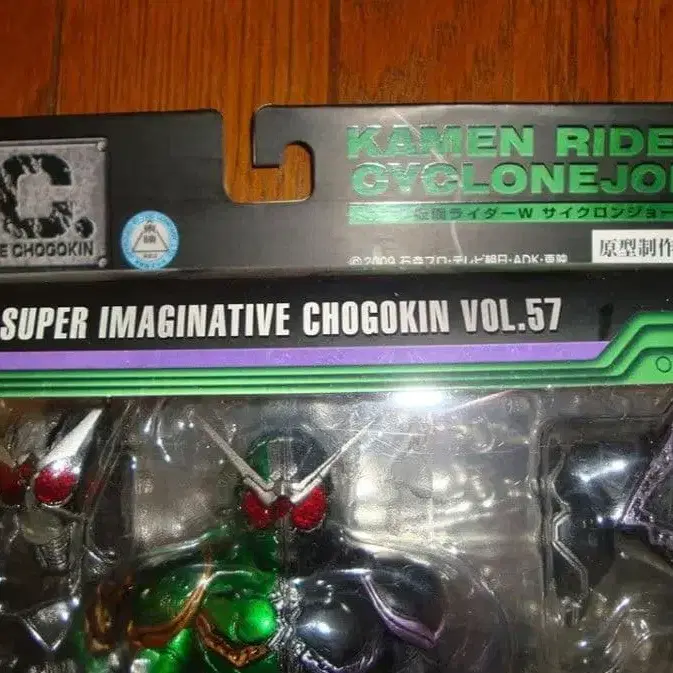 C.
E CHOGOKIN
KAMEN RIDE
CYCLONEJO
仮面ライダーW サイクロンジョー
©2009 石森プロ・テレビ朝日・ADK・東映
原型制作
SUPER IMAGINATIVE CHOGOKIN VOL.57